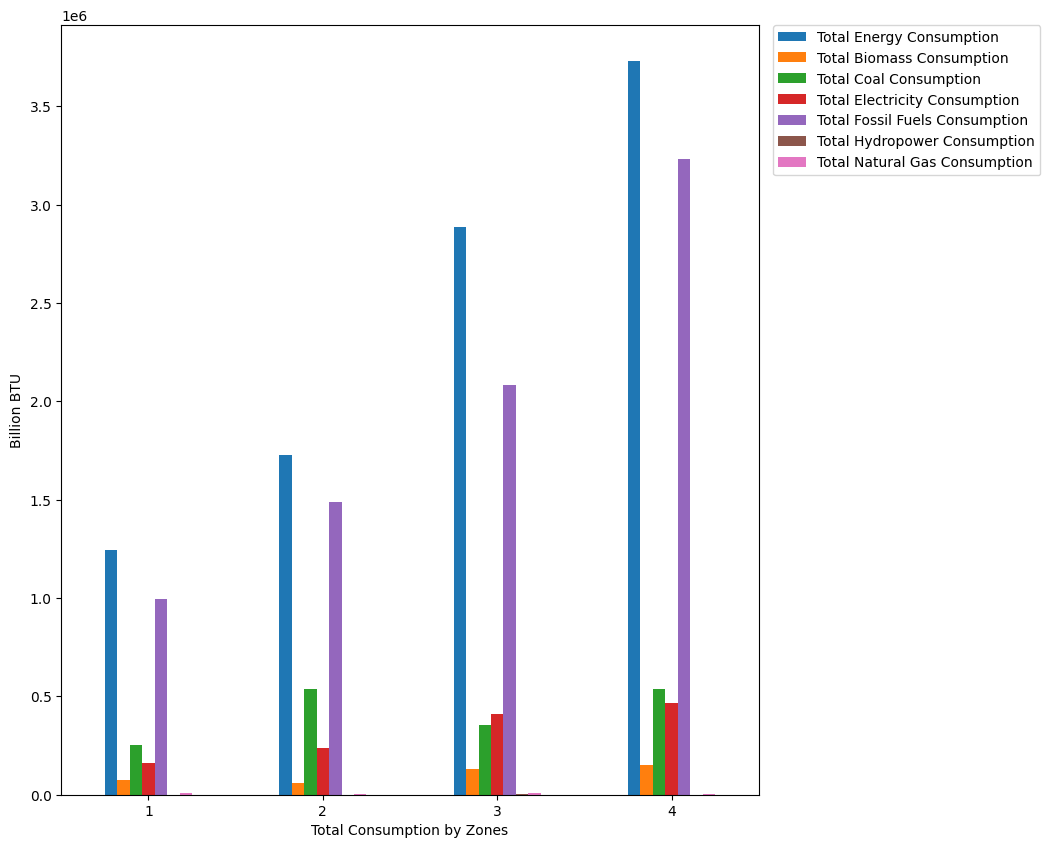 1e6
3.5
3.0
2.5
2.0
1.5
1.0
0.5
0.0
Billion BTU
1 2 3 4
Total Consumption by Zones
Total Energy Consumption
Total Biomass Consumption
Total Coal Consumption
Total Electricity Consumption
Total Fossil Fuels Consumption
Total Hydropower Consumption
Total Natural Gas Consumption